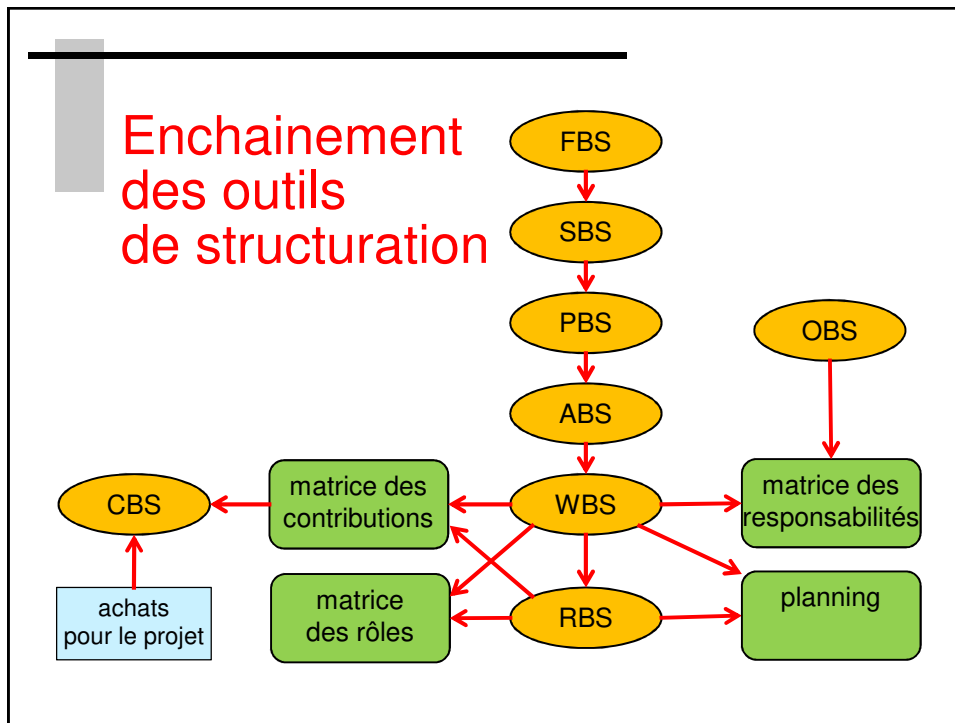 Enchainement
des outils
de structuration
FBS
SBS
PBS
OBS
ABS
CBS
matrice des
contributions
WBS
matrice des
responsabilités
achats
pour le projet
matrice
des rôles
RBS
planning